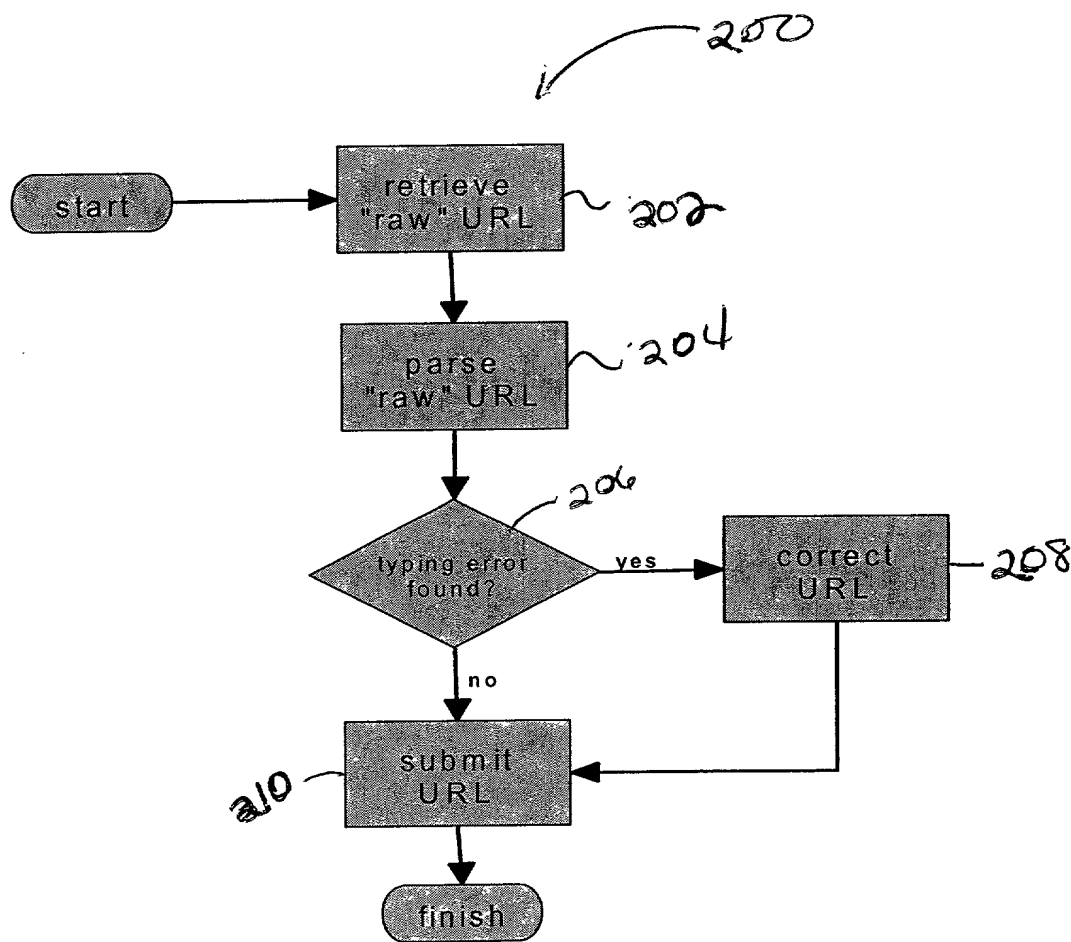 200
start
retrieve
"raw" URL
202
parse
"raw" URL
204
206
typing error
found?
yes
correct
URL
208
no
submit
URL
210
finish